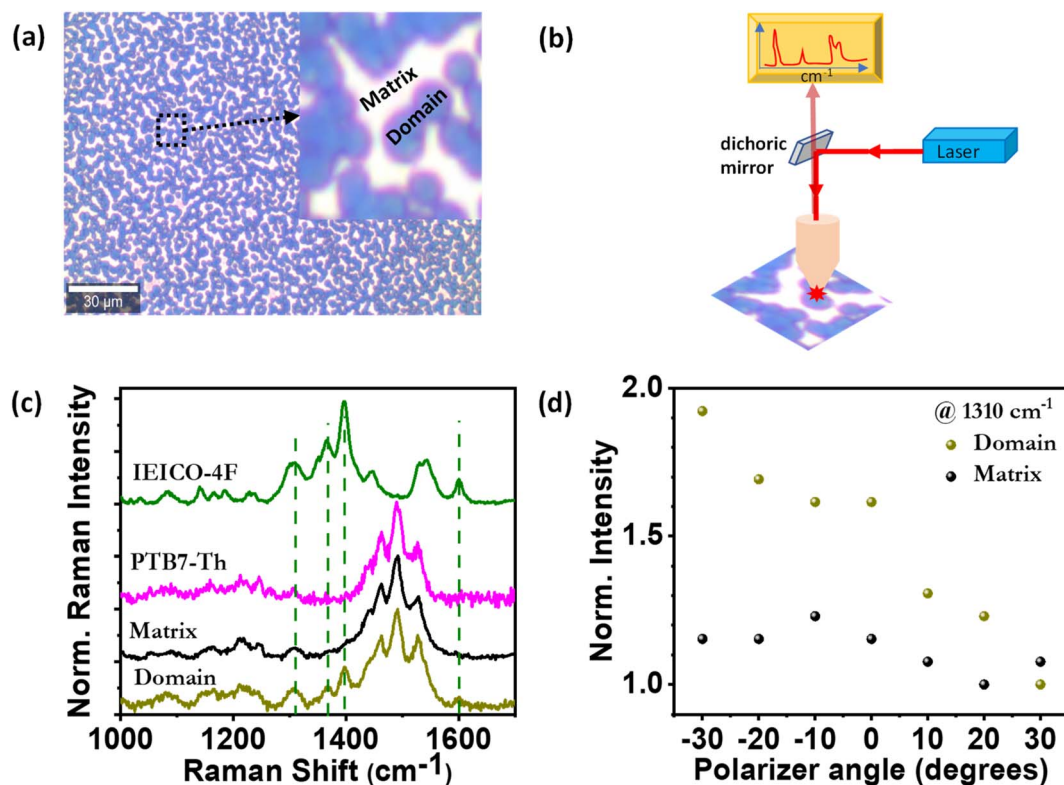 (a)
Matrix
Domain
30 µm
(b)
cm⁻¹
dichoric
mirror
Laser
(c)
Norm. Raman Intensity
IEICO-4F
PTB7-Th
Matrix
Domain
1000 1200 1400 1600
Raman Shift (cm⁻¹)
(d)
Norm. Intensity
2.0
1.5
1.0
@ 1310 cm⁻¹
Domain
Matrix
-30 -20 -10 0 10 20 30
Polarizer angle (degrees)